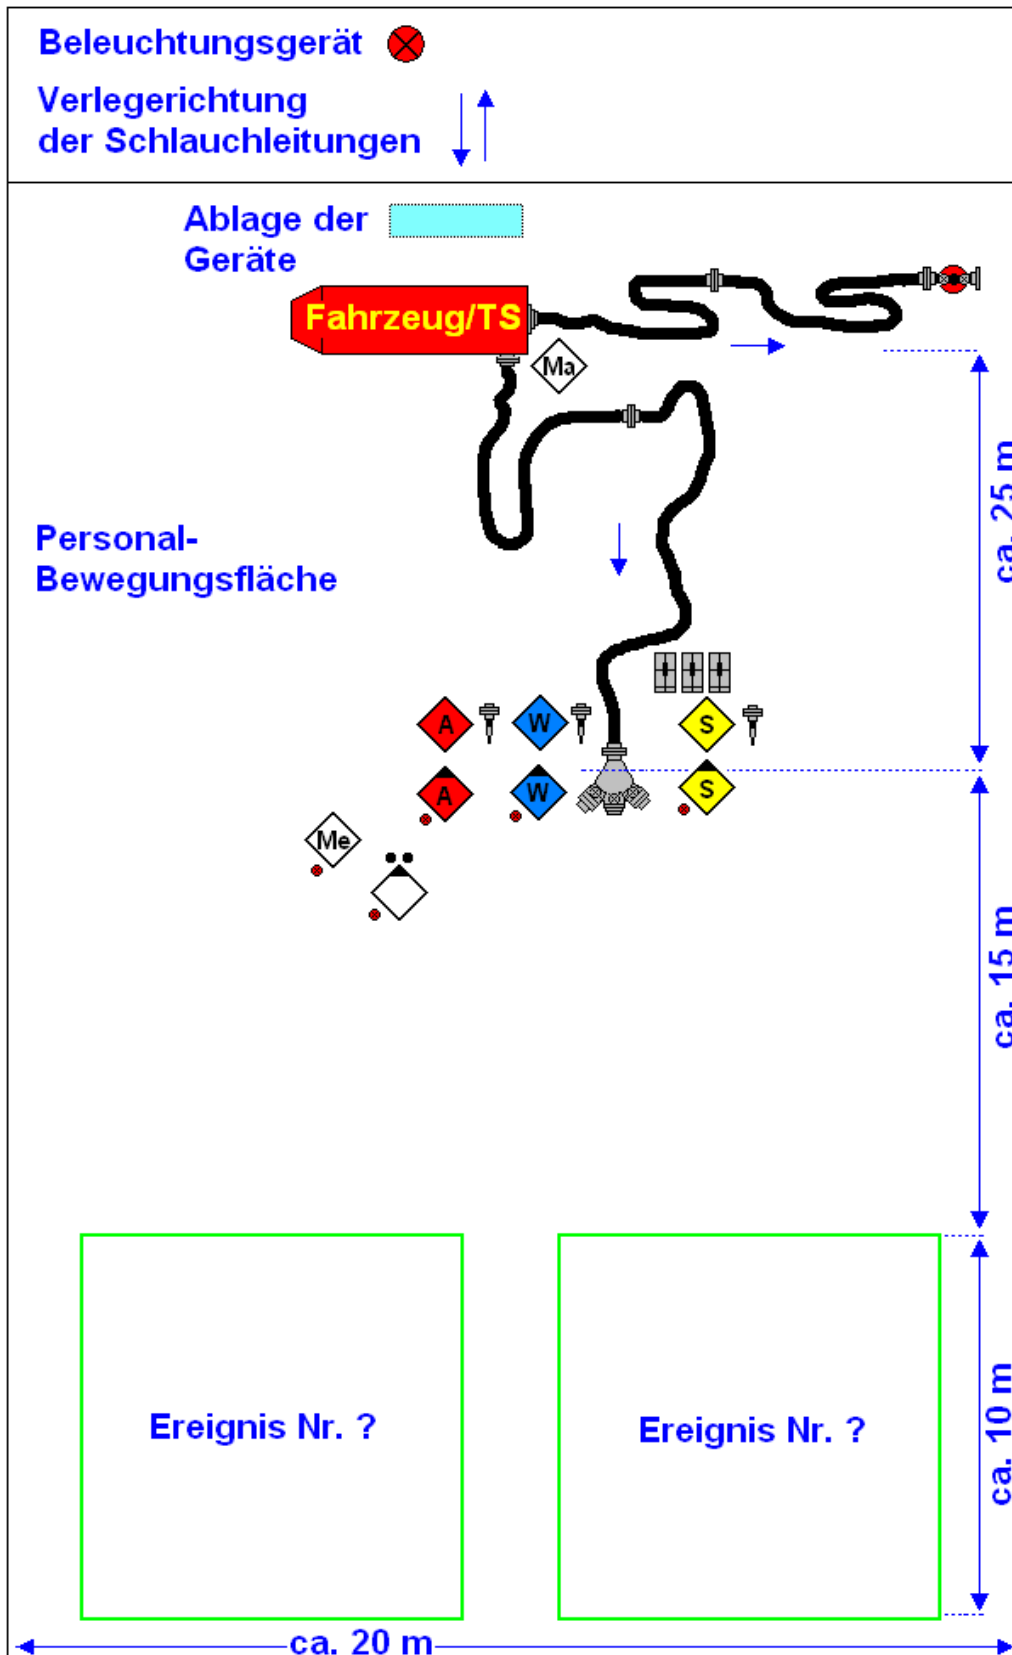 Beleuchtungsgerät
Verlegerichtung
der Schlauchleitungen
Ablage der
Geräte
Fahrzeug/TS
Ma
ca. 25 m
Personal-
Bewegungsfläche
A
W
S
A
W
S
Me
ca. 15 m
Ereignis Nr. ?
Ereignis Nr. ?
ca. 10 m
ca. 20 m